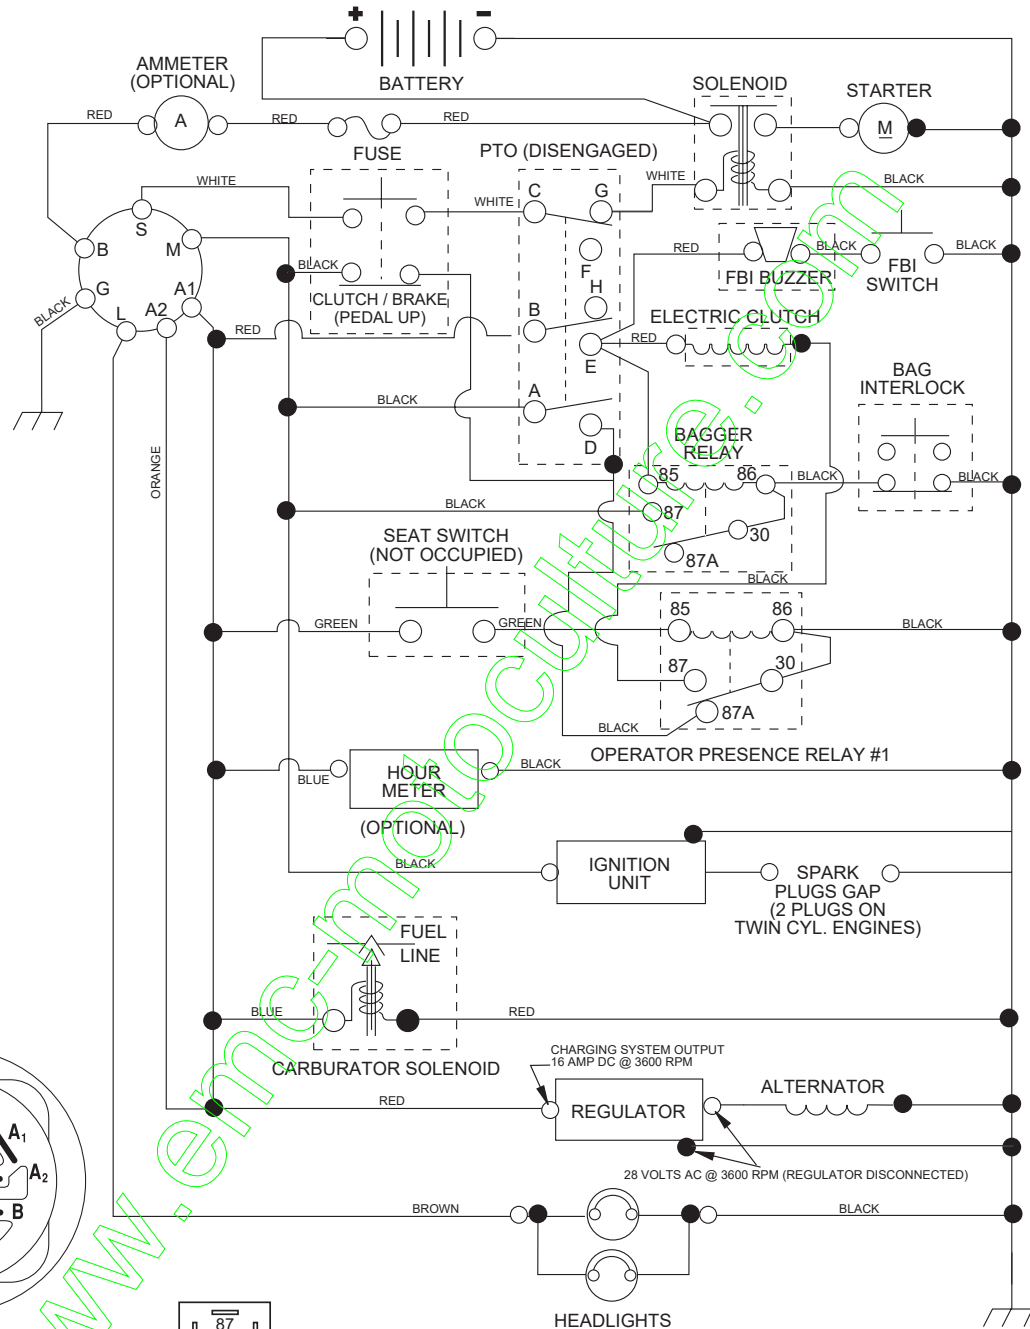 +
-
BATTERY
AMMETER
(OPTIONAL)
SOLENOID
STARTER
RED
A
RED
RED
M
FUSE
PTO (DISENGAGED)
WHITE
WHITE
WHITE
BLACK
S
C
G
B
M
BLACK
RED
BLACK
BLACK
F
FBI BUZZER
FBI
SWITCH
G
A1
CLUTCH / BRAKE
(PEDAL UP)
H
BLACK
L
A2
RED
B
ELECTRIC CLUTCH
RED
E
BAG
INTERLOCK
BLACK
A
D
BAGGER
RELAY
ORANGE
85
86
BLACK
BLACK
BLACK
87
30
SEAT SWITCH
(NOT OCCUPIED)
87A
BLACK
85
86
GREEN
GREEN
BLACK
87
30
87A
BLACK
OPERATOR PRESENCE RELAY #1
BLUE
HOUR
METER
BLACK
(OPTIONAL)
BLACK
IGNITION
UNIT
SPARK
PLUGS GAP
(2 PLUGS ON
TWIN CYL. ENGINES)
FUEL
LINE
BLUE
RED
CARBURATOR SOLENOID
CHARGING SYSTEM OUTPUT
16 AMP DC @ 3600 RPM
RED
REGULATOR
ALTERNATOR
28 VOLTS AC @ 3600 RPM (REGULATOR DISCONNECTED)
A1
A2
B
BROWN
BLACK
HEADLIGHTS
87
www.emc-motoculture.com